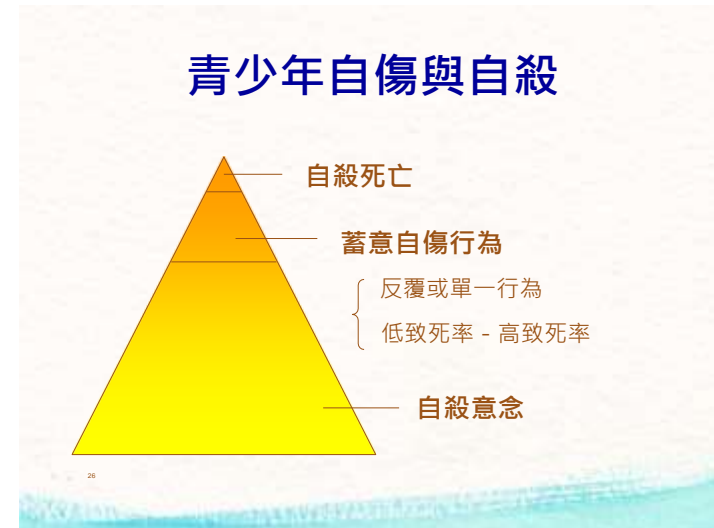 青少年自傷與自殺
自殺死亡
蓄意自傷行為
反覆或單一行為
低致死率 - 高致死率
自殺意念
26